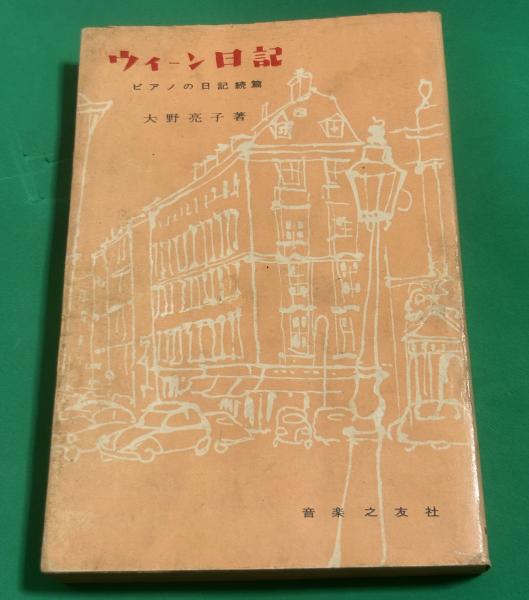 ウィーン日記
ピアノの日記続篇
大野亮子著
音楽之友社